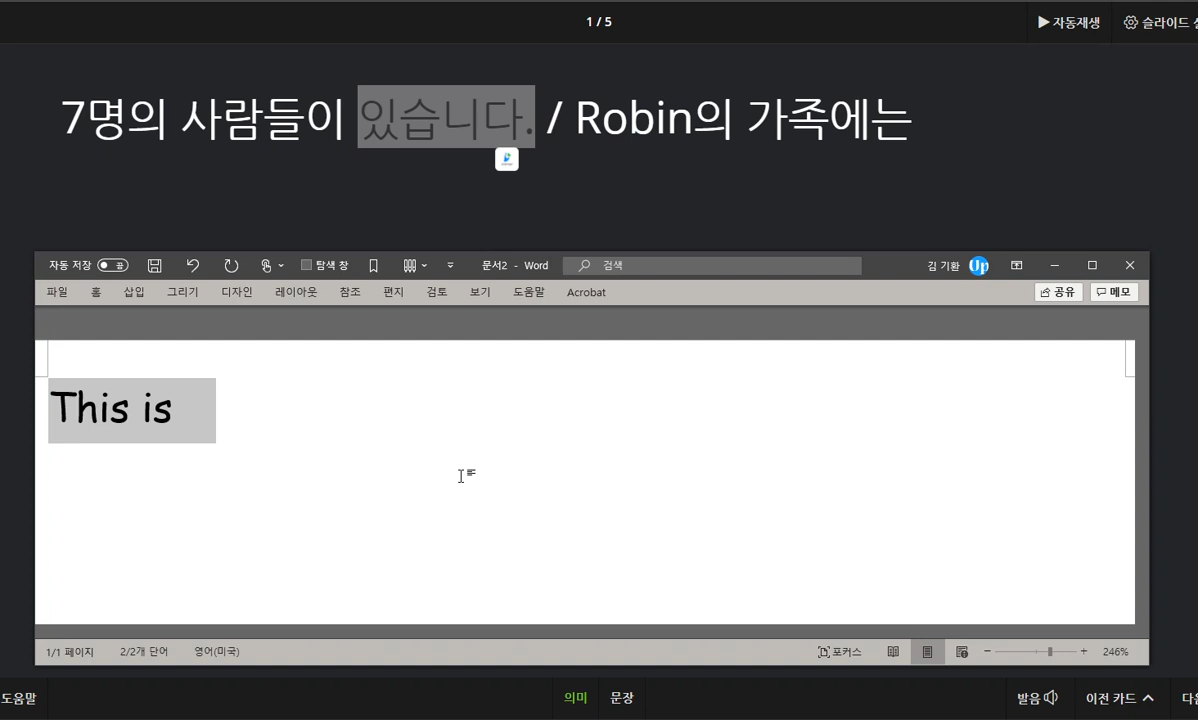 1 / 5
자동재생
슬라이드
7명의 사람들이 있습니다. / Robin의 가족에는
자동 저장 끔 탐색 창 문서2 - Word 검색 김 기환 Up
파일 홈 삽입 그리기 디자인 레이아웃 참조 편지 검토 보기 도움말 Acrobat 공유 메모
This is
1/1 페이지 2/2개 단어 영어(미국) 포커스 246%
도움말 의미 문장 발음 이전 카드